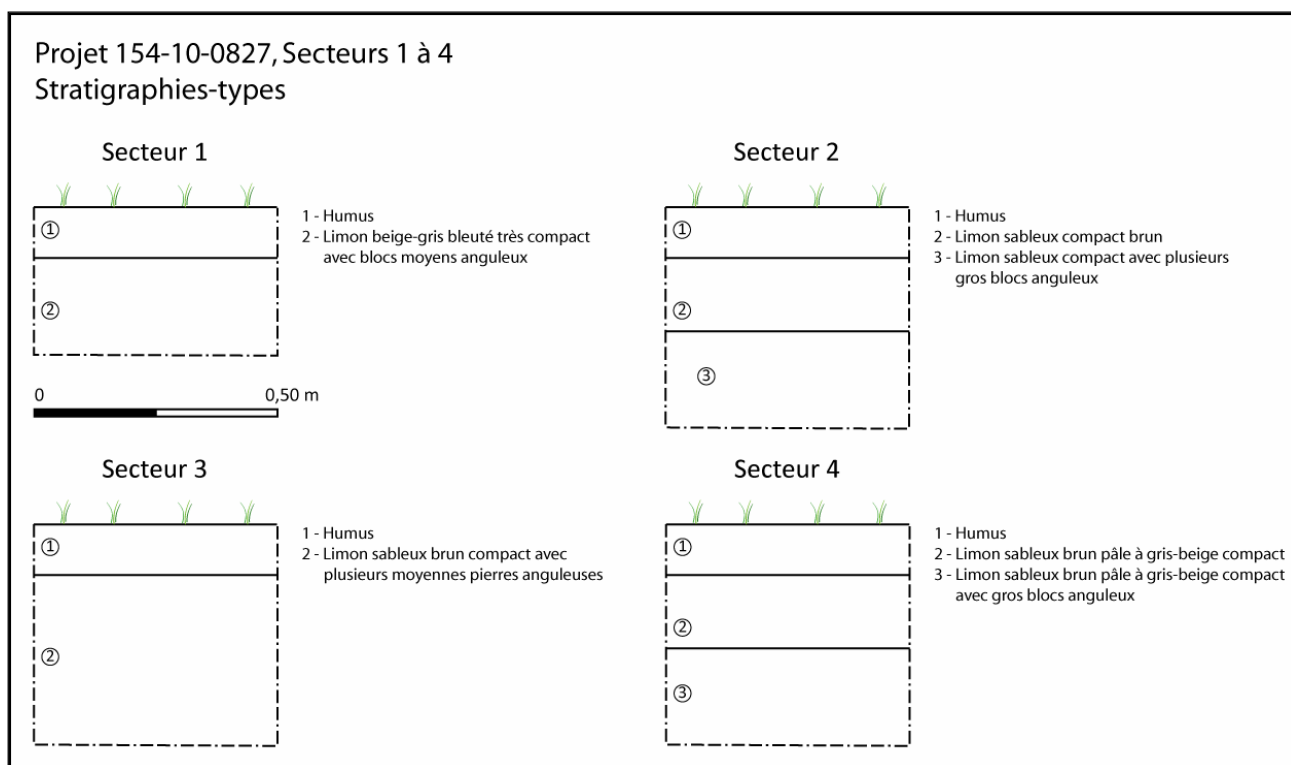 Projet 154-10-0827, Secteurs 1 à 4
Stratigraphies-types
Secteur 1
1
2
1 - Humus
2 - Limon beige-gris bleuté très compact
avec blocs moyens anguleux
0 0,50 m
Secteur 2
1
2
3
1 - Humus
2 - Limon sableux compact brun
3 - Limon sableux compact avec plusieurs
gros blocs anguleux
Secteur 3
1
2
1 - Humus
2 - Limon sableux brun compact avec
plusieurs moyennes pierres anguleuses
Secteur 4
1
2
3
1 - Humus
2 - Limon sableux brun pâle à gris-beige compact
3 - Limon sableux brun pâle à gris-beige compact
avec gros blocs anguleux